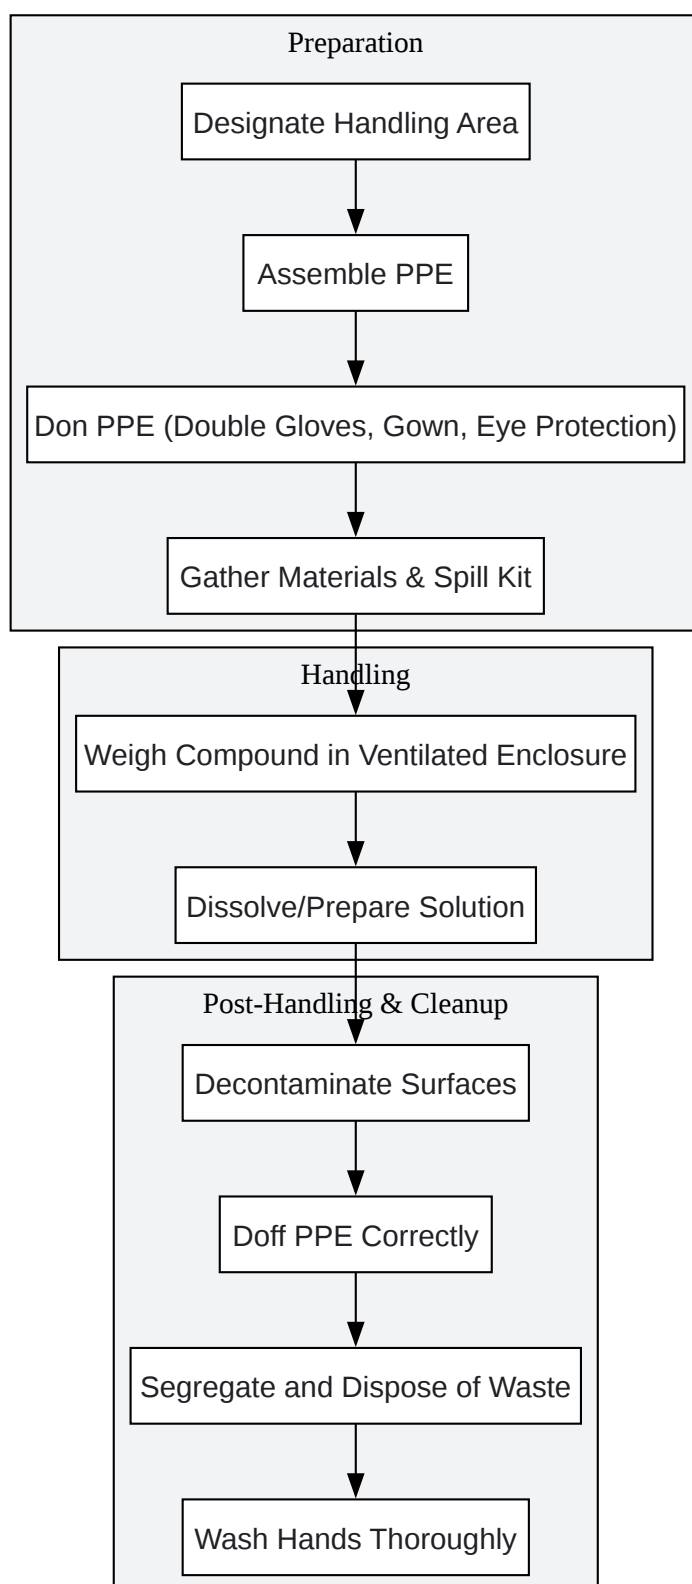 Preparation
Designate Handling Area
Assemble PPE
Don PPE (Double Gloves, Gown, Eye Protection)
Gather Materials & Spill Kit
Handling
Weigh Compound in Ventilated Enclosure
Dissolve/Prepare Solution
Post-Handling & Cleanup
Decontaminate Surfaces
Doff PPE Correctly
Segregate and Dispose of Waste
Wash Hands Thoroughly